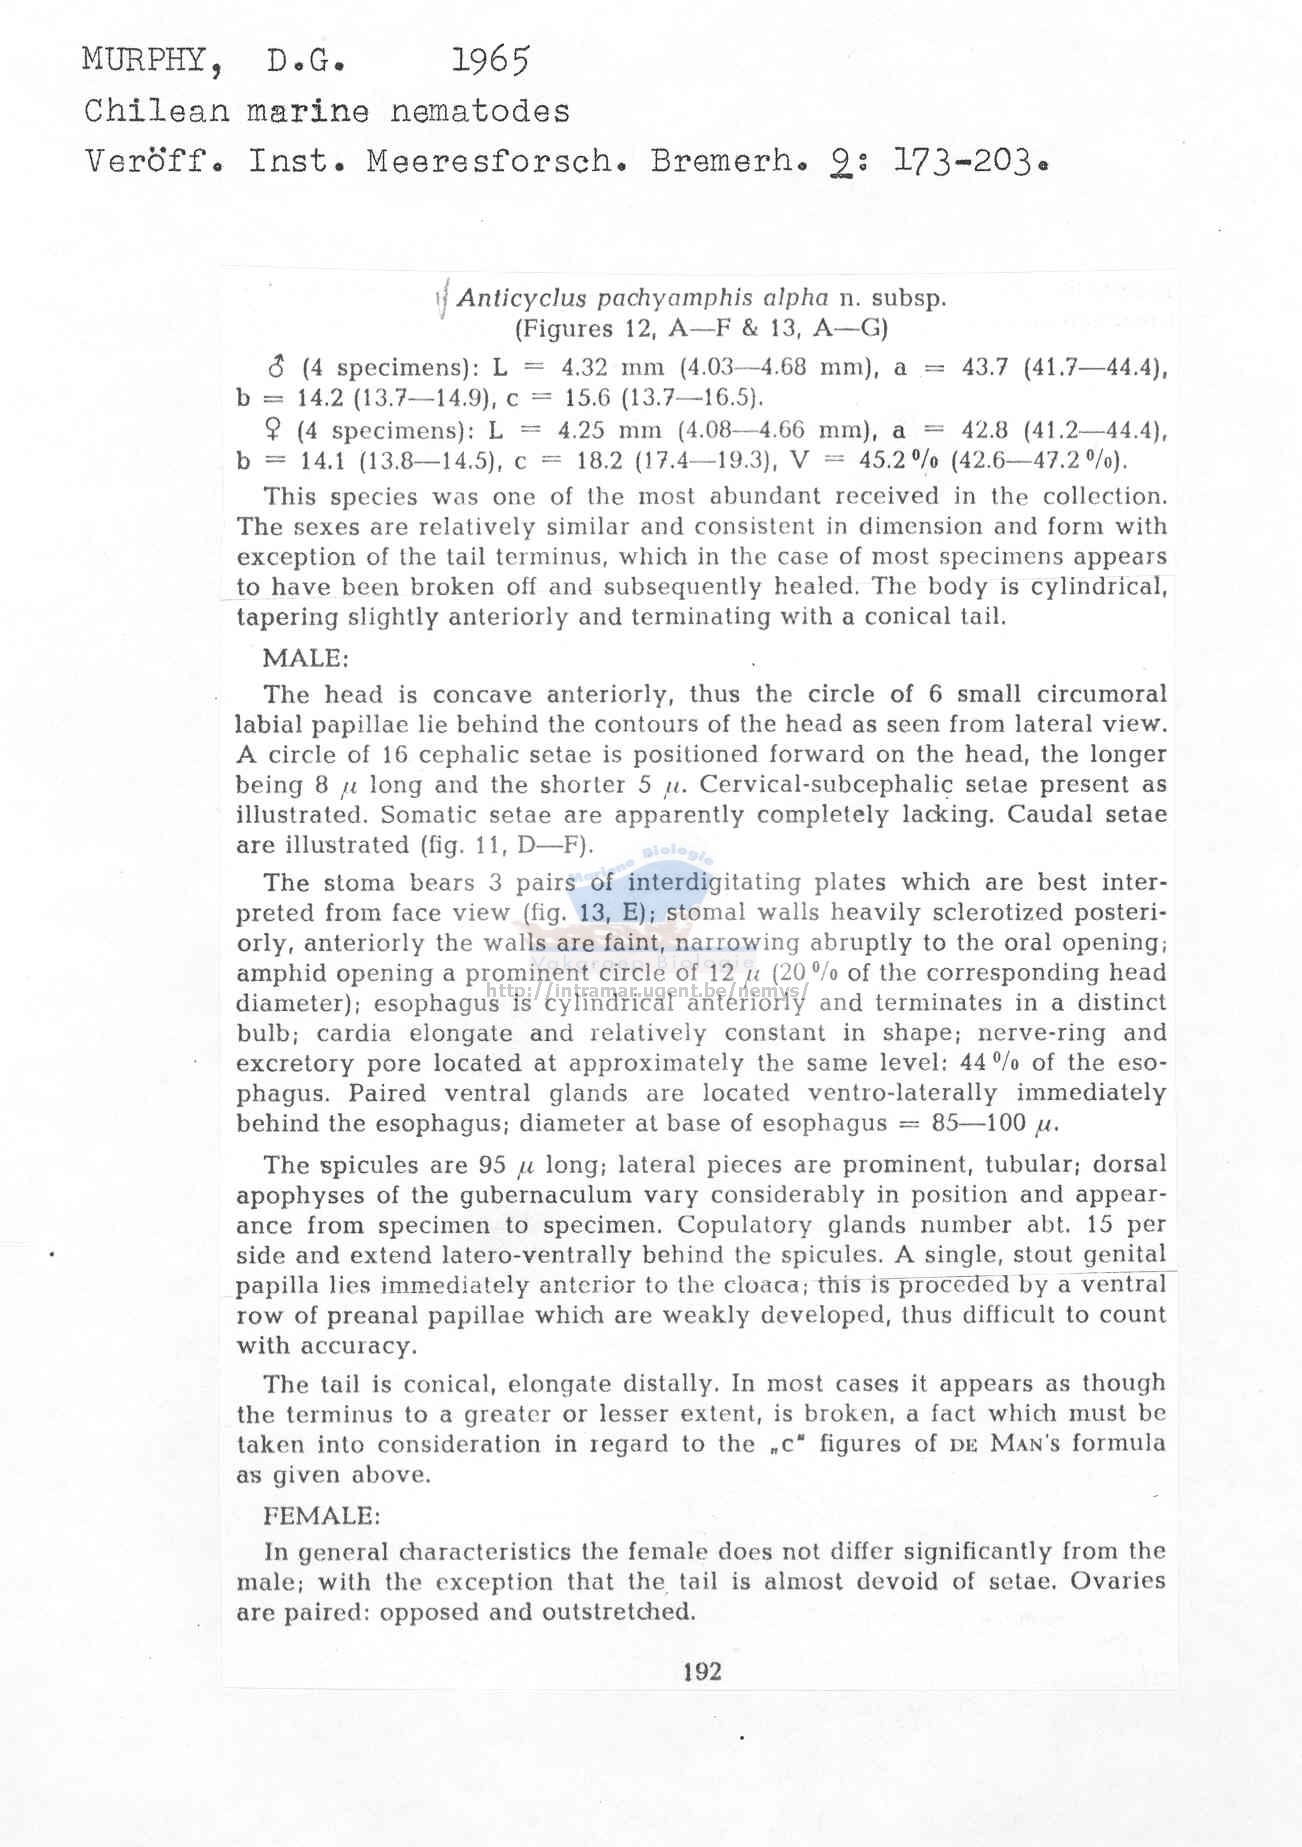 MURPHY, D.G. 1965
Chilean marine nematodes
Veröff. Inst. Meeresforsch. Bremerh. 9: 173-203.
Anticyclus pachyamphis alpha n. subsp.
(Figures 12, A—F & 13, A—G)
♂ (4 specimens): L = 4.32 mm (4.03—4.68 mm), a = 43.7 (41.7—44.4),
b = 14.2 (13.7—14.9), c = 15.6 (13.7—16.5).
♀ (4 specimens): L = 4.25 mm (4.08—4.66 mm), a = 42.8 (41.2—44.4),
b = 14.1 (13.8—14.5), c = 18.2 (17.4—19.3), V = 45.2 % (42.6—47.2 %).
This species was one of the most abundant received in the collection.
The sexes are relatively similar and consistent in dimension and form with
exception of the tail terminus, which in the case of most specimens appears
to have been broken off and subsequently healed. The body is cylindrical,
tapering slightly anteriorly and terminating with a conical tail.
MALE:
The head is concave anteriorly, thus the circle of 6 small circumoral
labial papillae lie behind the contours of the head as seen from lateral view.
A circle of 16 cephalic setae is positioned forward on the head, the longer
being 8 μ long and the shorter 5 μ. Cervical-subcephalic setae present as
illustrated. Somatic setae are apparently completely lacking. Caudal setae
are illustrated (fig. 11, D—F).
The stoma bears 3 pairs of interdigitating plates which are best inter-
preted from face view (fig. 13, E); stomal walls heavily sclerotized posteri-
orly, anteriorly the walls are faint, narrowing abruptly to the oral opening;
amphid opening a prominent circle of 12 μ (20 % of the corresponding head
diameter); esophagus is cylindrical anteriorly and terminates in a distinct
bulb; cardia elongate and relatively constant in shape; nerve-ring and
excretory pore located at approximately the same level: 44 % of the eso-
phagus. Paired ventral glands are located ventro-laterally immediately
behind the esophagus; diameter at base of esophagus = 85—100 μ.
The spicules are 95 μ long; lateral pieces are prominent, tubular; dorsal
apophyses of the gubernaculum vary considerably in position and appear-
ance from specimen to specimen. Copulatory glands number abt. 15 per
side and extend latero-ventrally behind the spicules. A single, stout genital
papilla lies immediately anterior to the cloaca; this is proceded by a ventral
row of preanal papillae which are weakly developed, thus difficult to count
with accuracy.
The tail is conical, elongate distally. In most cases it appears as though
the terminus to a greater or lesser extent, is broken, a fact which must be
taken into consideration in regard to the „c“ figures of DE MAN'S formula
as given above.
FEMALE:
In general characteristics the female does not differ significantly from the
male; with the exception that the tail is almost devoid of setae. Ovaries
are paired: opposed and outstretched.
192
Mariene Biologie
Vakgroep Biologie
http://intramar.ugent.be/nemys/